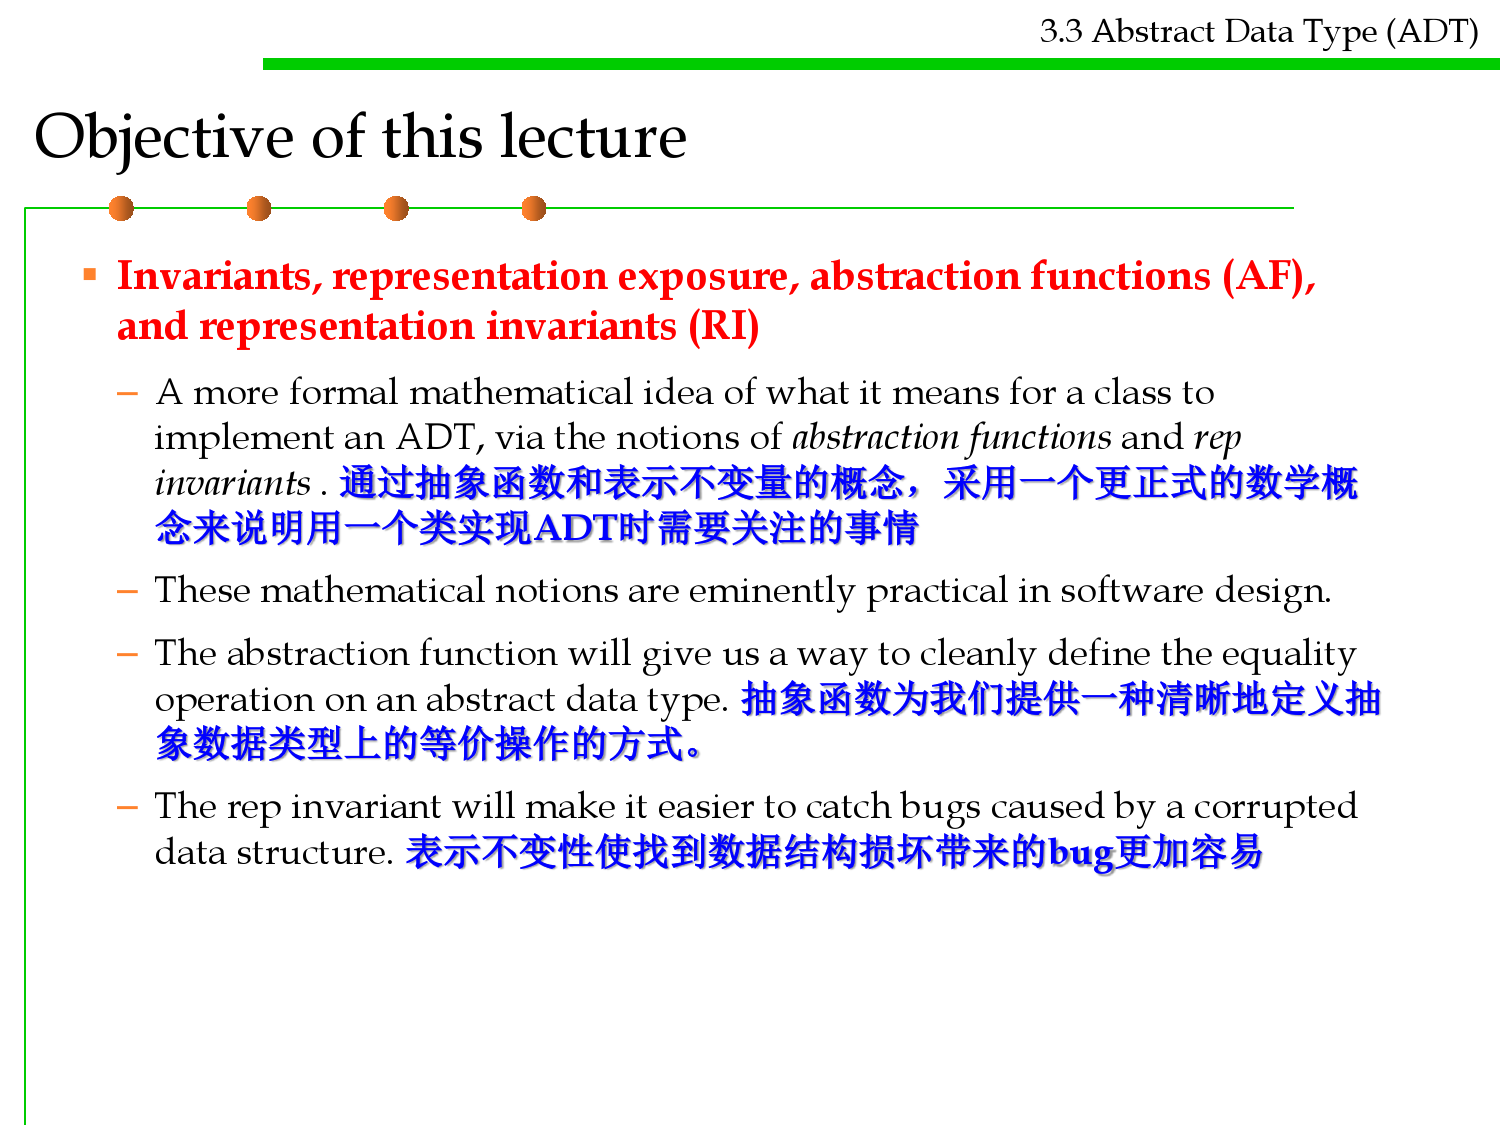 3.3 Abstract Data Type (ADT)
Objective of this lecture
▪ Invariants, representation exposure, abstraction functions (AF),
and representation invariants (RI)
– A more formal mathematical idea of what it means for a class to
implement an ADT, via the notions of abstraction functions and rep
invariants . 通过抽象函数和表示不变量的概念，采用一个更正式的数学概
念来说明用一个类实现ADT时需要关注的事情
– These mathematical notions are eminently practical in software design.
– The abstraction function will give us a way to cleanly define the equality
operation on an abstract data type. 抽象函数为我们提供一种清晰地定义抽
象数据类型上的等价操作的方式。
– The rep invariant will make it easier to catch bugs caused by a corrupted
data structure. 表示不变性使找到数据结构损坏带来的bug更加容易